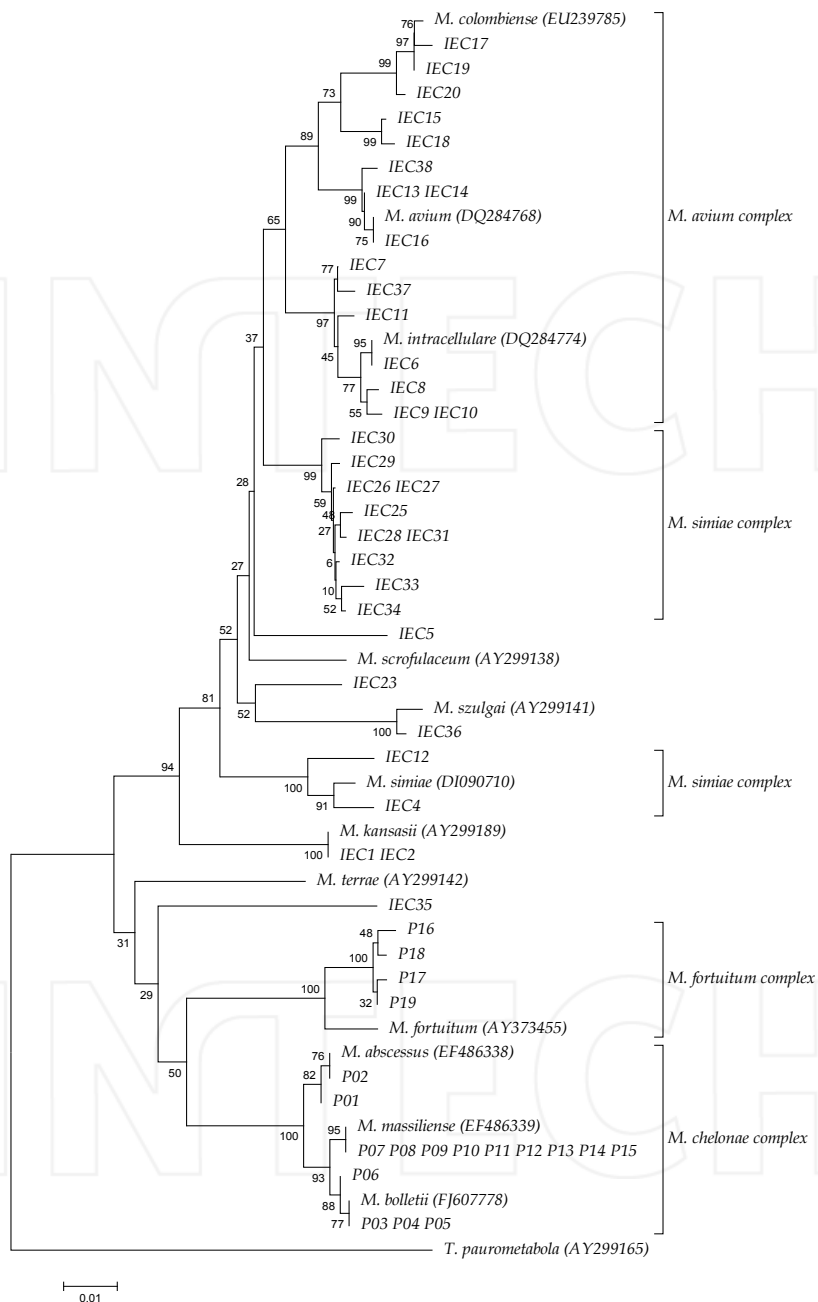 76
M. colombiense (EU239785)
97
IEC17
99
IEC19
IEC20
73
IEC15
99
IEC18
89
IEC38
IEC13 IEC14
99
90
M. avium (DQ284768)
75
IEC16
M. avium complex
65
77
IEC7
IEC37
97
IEC11
95
M. intracellulare (DQ284774)
45
IEC6
77
IEC8
55
IEC9 IEC10
37
IEC30
99
IEC29
59
IEC26 IEC27
48
IEC25
27
IEC28 IEC31
M. simiae complex
6
IEC32
10
IEC33
52
IEC34
28
IEC5
27
M. scrofulaceum (AY299138)
52
IEC23
52
M. szulgai (AY299141)
100
IEC36
81
IEC12
100
M. simiae (DI090710)
91
IEC4
M. simiae complex
94
M. kansasii (AY299189)
100
IEC1 IEC2
M. terrae (AY299142)
31
IEC35
29
48
P16
100
P18
100
P17
32
P19
M. fortuitum (AY373455)
M. fortuitum complex
50
76
M. abscessus (EF486338)
82
P02
P01
100
95
M. massiliense (EF486339)
P07 P08 P09 P10 P11 P12 P13 P14 P15
93
P06
88
M. bolletii (FJ607778)
77
P03 P04 P05
M. chelonae complex
T. paurometabola (AY299165)
0.01
INTECH
INTECH